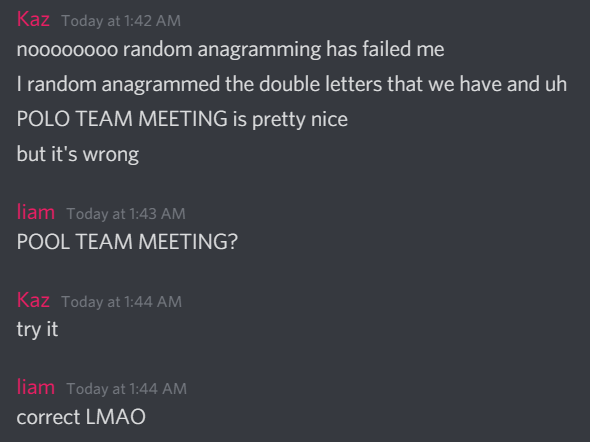 Kaz Today at 1:42 AM
noooooooo random anagramming has failed me
I random anagrammed the double letters that we have and uh
POLO TEAM MEETING is pretty nice
but it's wrong
liam Today at 1:43 AM
POOL TEAM MEETING?
Kaz Today at 1:44 AM
try it
liam Today at 1:44 AM
correct LMAO